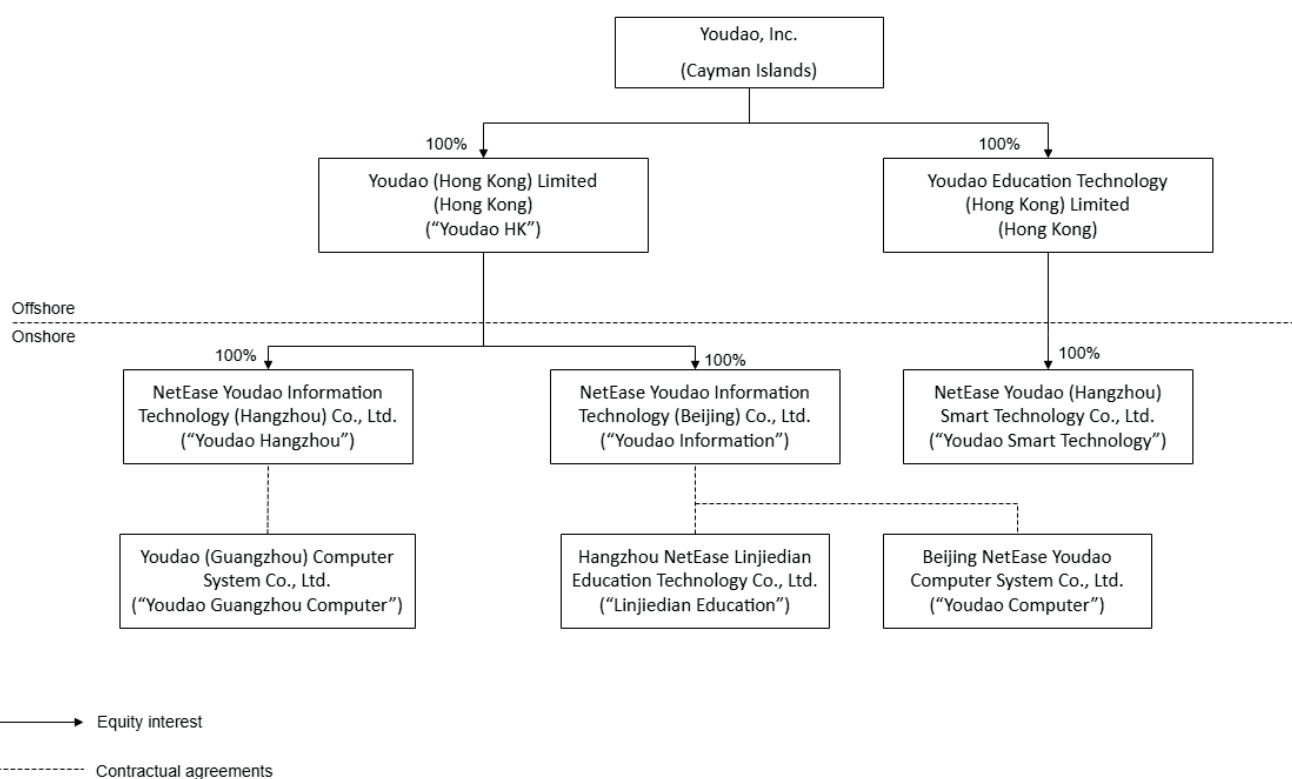 Youdao, Inc.
(Cayman Islands)
100%
100%
Youdao (Hong Kong) Limited
(Hong Kong)
(“Youdao HK”)
Youdao Education Technology
(Hong Kong) Limited
(Hong Kong)
Offshore
Onshore
100%
100%
100%
NetEase Youdao Information
Technology (Hangzhou) Co., Ltd.
(“Youdao Hangzhou”)
NetEase Youdao Information
Technology (Beijing) Co., Ltd.
(“Youdao Information”)
NetEase Youdao (Hangzhou)
Smart Technology Co., Ltd.
(“Youdao Smart Technology”)
Youdao (Guangzhou) Computer
System Co., Ltd.
(“Youdao Guangzhou Computer”)
Hangzhou NetEase Linjiedian
Education Technology Co., Ltd.
(“Linjiedian Education”)
Beijing NetEase Youdao
Computer System Co., Ltd.
(“Youdao Computer”)
Equity interest
Contractual agreements